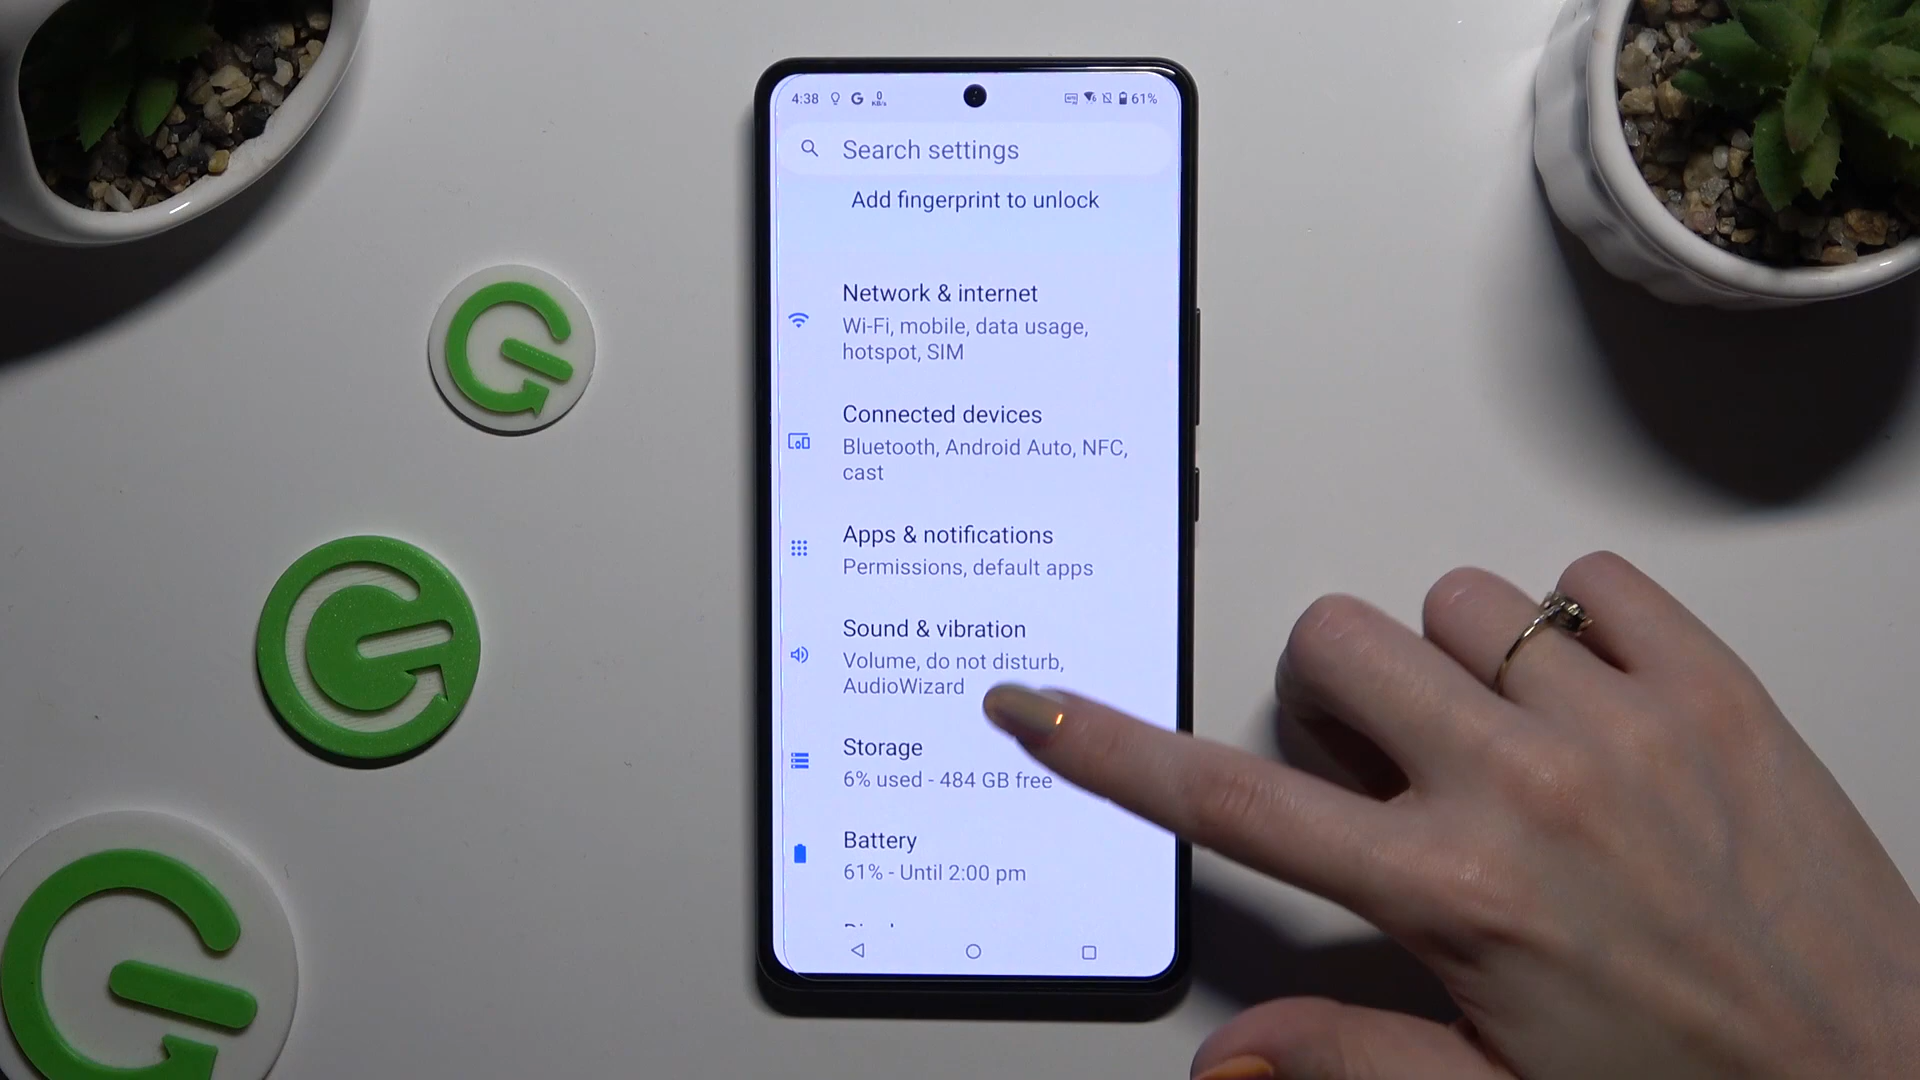 4:38 G 0 KB/s 61%
Search settings
Add fingerprint to unlock
Network & internet
Wi-Fi, mobile, data usage,
hotspot, SIM
Connected devices
Bluetooth, Android Auto, NFC,
cast
Apps & notifications
Permissions, default apps
Sound & vibration
Volume, do not disturb,
AudioWizard
Storage
6% used - 484 GB free
Battery
61% - Until 2:00 pm